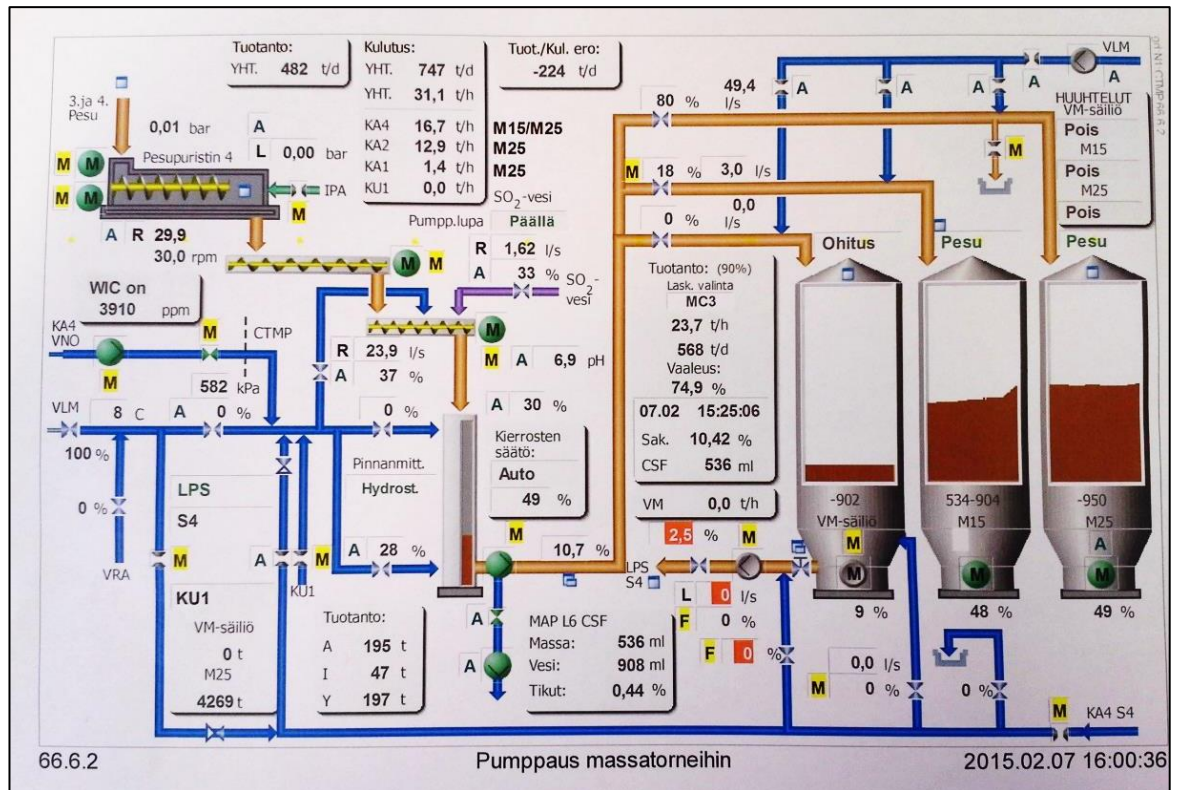 Tuotanto:
YHT. 482 t/d
Kulutus:
YHT. 747 t/d
YHT. 31,1 t/h
KA4 16,7 t/h M15/M25
KA2 12,9 t/h M25
KA1 1,4 t/h M25
KU1 0,0 t/h
Tuot./Kul. ero:
-224 t/d
3.ja 4.
Pesu
0,01 bar
A
L 0,00 bar
Pesupuristin 4
M M
M M
IPA
M
A R 29,9
30,0 rpm
M M
SO2-vesi
Pumpp.lupa Päällä
R 1,62 l/s
A 33 %
SO2-
vesi
WIC on
3910 ppm
KA4
VNO
M
CTMP
M
R 23,9 l/s
A 37 %
M
M A 6,9 pH
582 kPa
VLM
8 C
A 0 %
0 %
A 30 %
100 %
0 %
VRA
LPS
S4
M
A
M
KU1
Pinnanmitt.
Hydrost.
A 28 %
Kierrosten
säätö:
Auto
49 %
M
10,7 %
KU1
VM-säiliö
0 t
M25
4269 t
Tuotanto:
A 195 t
I 47 t
Y 197 t
A
A
MAP L6 CSF
Massa: 536 ml
Vesi: 908 ml
Tikut: 0,44 %
80 %
49,4
l/s
M 18 % 3,0 l/s
0 %
0,0
l/s
A A A A A
VLM
M
HUUHTELUT
VM-säiliö
Pois
M15
Pois
M25
Pois
Tuotanto: (90%)
Lask. valinta
MC3
23,7 t/h
568 t/d
Vaaleus:
74,9 %
07.02 15:25:06
Sak. 10,42 %
CSF 536 ml
VM 0,0 t/h
2,5 % M
LPS
S4
L 0 l/s
F 0 %
F 0 %
Ohitus
Pesu
Pesu
-902
VM-säiliö
M
M
9 %
534-904
M15
M
48 %
-950
M25
A
M
49 %
0,0 l/s
M 0 %
0 %
M KA4 S4
66.6.2
Pumppaus massatorneihin
2015.02.07 16:00:36